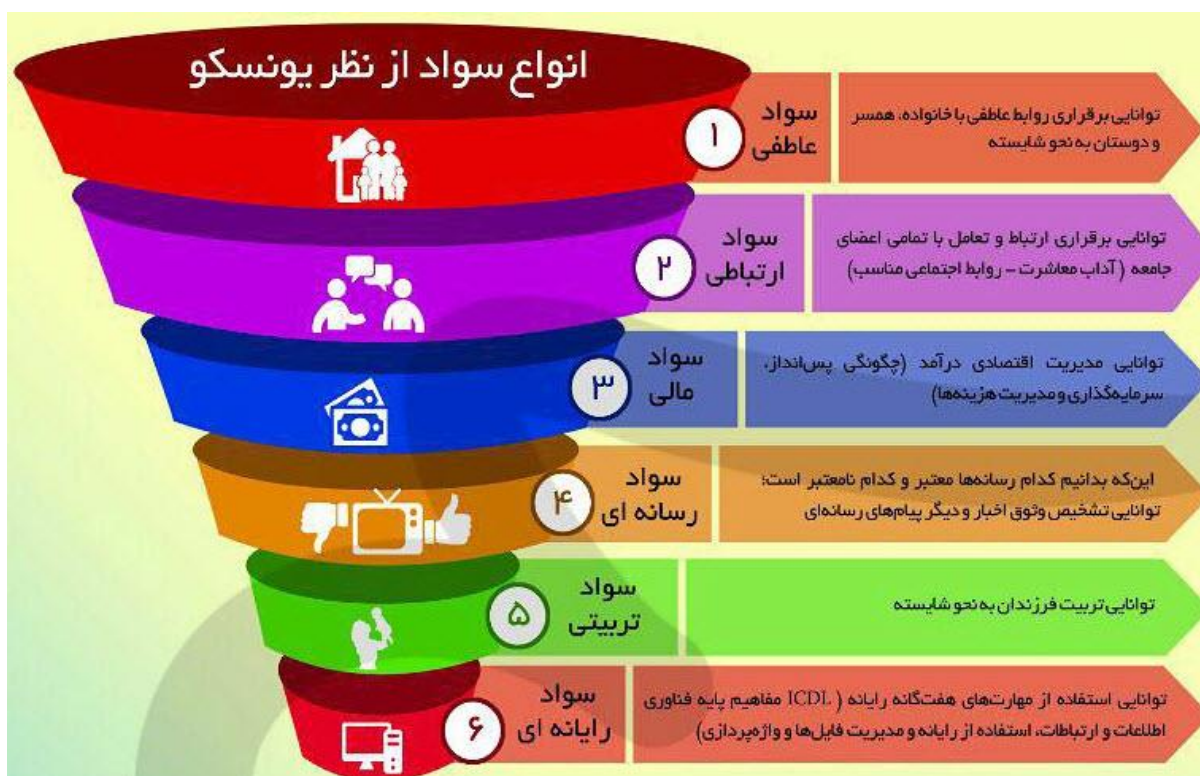 انواع سواد از نظر یونسکو
۱
سواد
عاطفی
توانایی برقراری روابط عاطفی با خانواده، همسر
و دوستان به نحو شایسته
۲
سواد
ارتباطی
توانایی برقراری ارتباط و تعامل با تمامی اعضای
جامعه (آداب معاشرت – روابط اجتماعی مناسب)
۳
سواد
مالی
توانایی مدیریت اقتصادی درآمد (چگونگی پس‌انداز،
سرمایه‌گذاری و مدیریت هزینه‌ها)
۴
سواد
رسانه ای
این‌که بدانیم کدام رسانه‌ها معتبر و کدام نامعتبر است؛
توانایی تشخیص وثوق اخبار و دیگر پیام‌های رسانه‌ای
۵
سواد
تربیتی
توانایی تربیت فرزندان به نحو شایسته
۶
سواد
رایانه ای
توانایی استفاده از مهارت‌های هفت‌گانه رایانه ( ICDL مفاهیم پایه فناوری
اطلاعات و ارتباطات، استفاده از رایانه و مدیریت فایل‌ها و واژه‌پردازی)